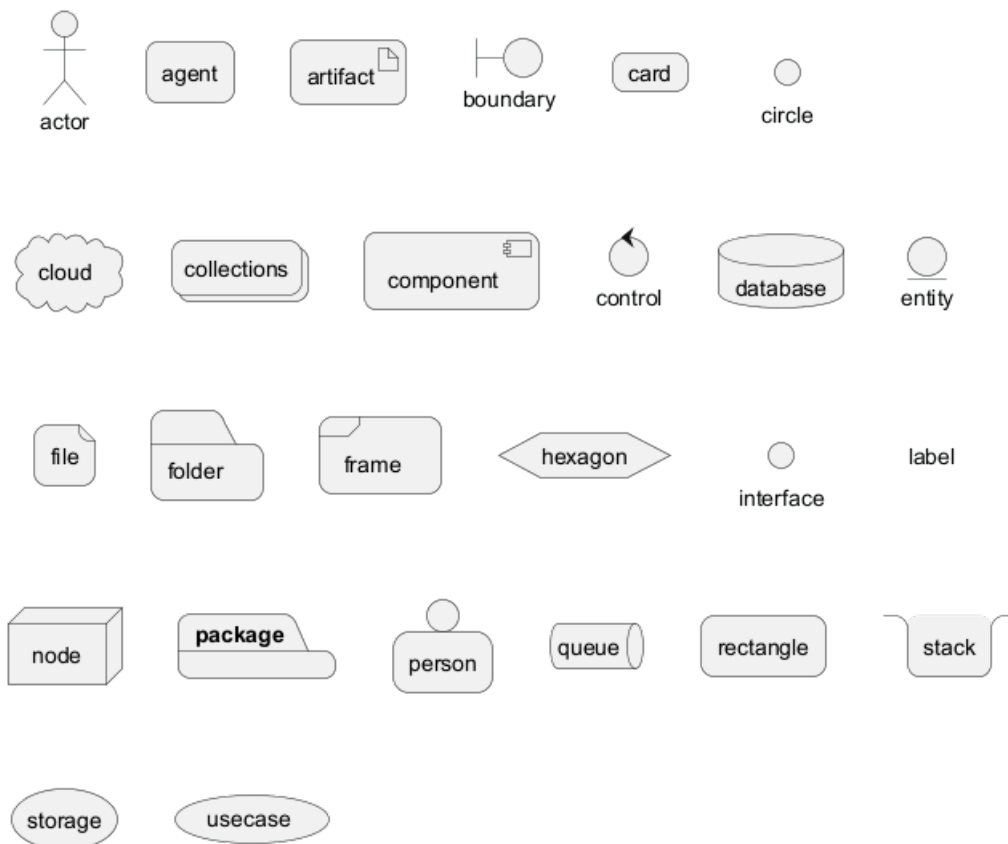 actor
agent
artifact
boundary
card
circle
cloud
collections
component
control
database
entity
file
folder
frame
hexagon
interface
label
node
package
person
queue
rectangle
stack
storage
usecase